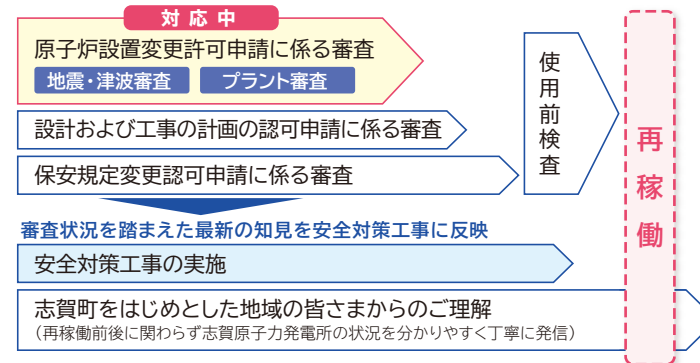 対応中
原子炉設置変更許可申請に係る審査
地震・津波審査 プラント審査
設計および工事の計画の認可申請に係る審査
保安規定変更認可申請に係る審査
使用前検査
再稼働
審査状況を踏まえた最新の知見を安全対策工事に反映
安全対策工事の実施
志賀町をはじめとした地域の皆さまからのご理解
（再稼働前後に関わらず志賀原子力発電所の状況を分かりやすく丁寧に発信）